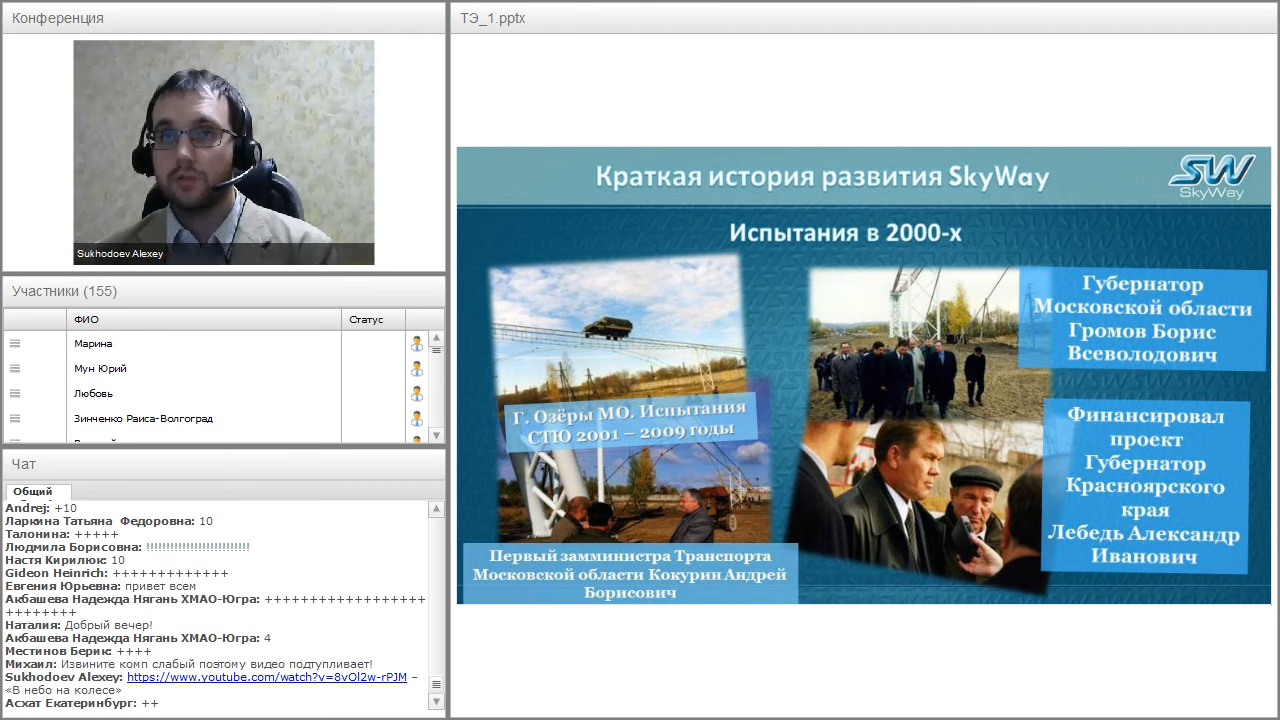 Конференция
Sukhodoev Alexey
Участники (155)
ФИО
Статус
Марина
Мун Юрий
Любовь
Зинченко Раиса-Волгоград
Чат
Общий
Andrej: +10
Ларкина Татьяна  Федоровна: 10
Талонина: +++++
Людмила Борисовна: !!!!!!!!!!!!!!!!!!!!!!!!!!
Настя Кирилюк: 10
Gideon Heinrich: +++++++++++++
Евгения Юрьевна: привет всем
Акбашева Надежда Нягань ХМАО-Югра: ++++++++++++++++++
++++++++
Наталия: Добрый вечер!
Акбашева Надежда Нягань ХМАО-Югра: 4
Местинов Берик: ++++
Михаил: Извините комп слабый поэтому видео подтупливает!
Sukhodoev Alexey: https://www.youtube.com/watch?v=8vOl2w-rPJM –
«В небо на колесе»
Асхат Екатеринбург: ++
ТЭ_1.pptx
Краткая история развития SkyWay
SW
SkyWay
Испытания в 2000-х
Г. Озёры МО. Испытания
СТЮ 2001 – 2009 годы
Первый замминистра Транспорта
Московской области Кокурин Андрей
Борисович
Губернатор
Московской области
Громов Борис
Всеволодович
Финансировал
проект
Губернатор
Красноярского
края
Лебедь Александр
Иванович